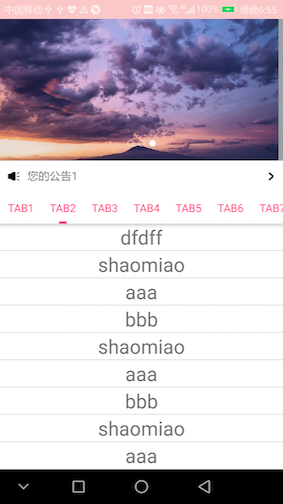 中国移动 100% 傍晚6:55
您的公告1
TAB1 TAB2 TAB3 TAB4 TAB5 TAB6 TAB7
dfdff
shaomiao
aaa
bbb
shaomiao
aaa
bbb
shaomiao
aaa